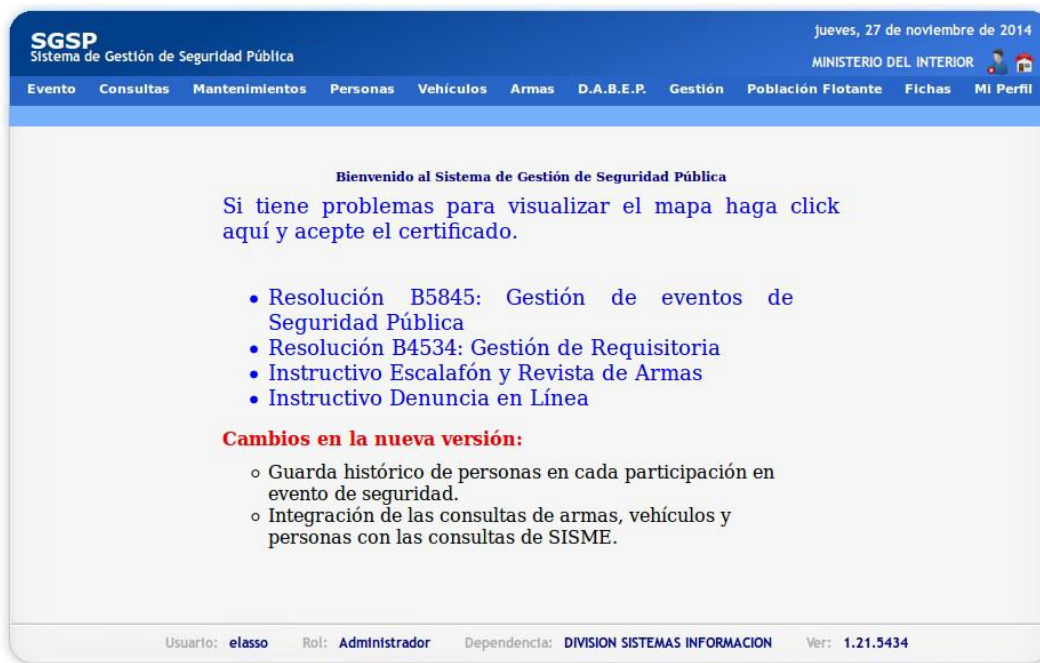 SGSP
Sistema de Gestión de Seguridad Pública
jueves, 27 de noviembre de 2014
MINISTERIO DEL INTERIOR
Evento Consultas Mantenimientos Personas Vehículos Armas D.A.B.E.P. Gestión Población Flotante Fichas Mi Perfil
Bienvenido al Sistema de Gestión de Seguridad Pública
Si tiene problemas para visualizar el mapa haga click
aquí y acepte el certificado.
• Resolución B5845: Gestión de eventos de
Seguridad Pública
• Resolución B4534: Gestión de Requisitoria
• Instructivo Escalafón y Revista de Armas
• Instructivo Denuncia en Línea
Cambios en la nueva versión:
◦ Guarda histórico de personas en cada participación en
evento de seguridad.
◦ Integración de las consultas de armas, vehículos y
personas con las consultas de SISME.
Usuario: elasso Rol: Administrador Dependencia: DIVISION SISTEMAS INFORMACION Ver: 1.21.5434